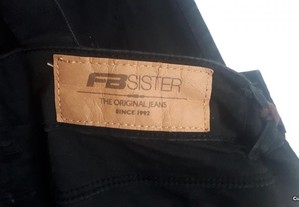 FBSISTER
THE ORIGINAL JEANS
SINCE 1993